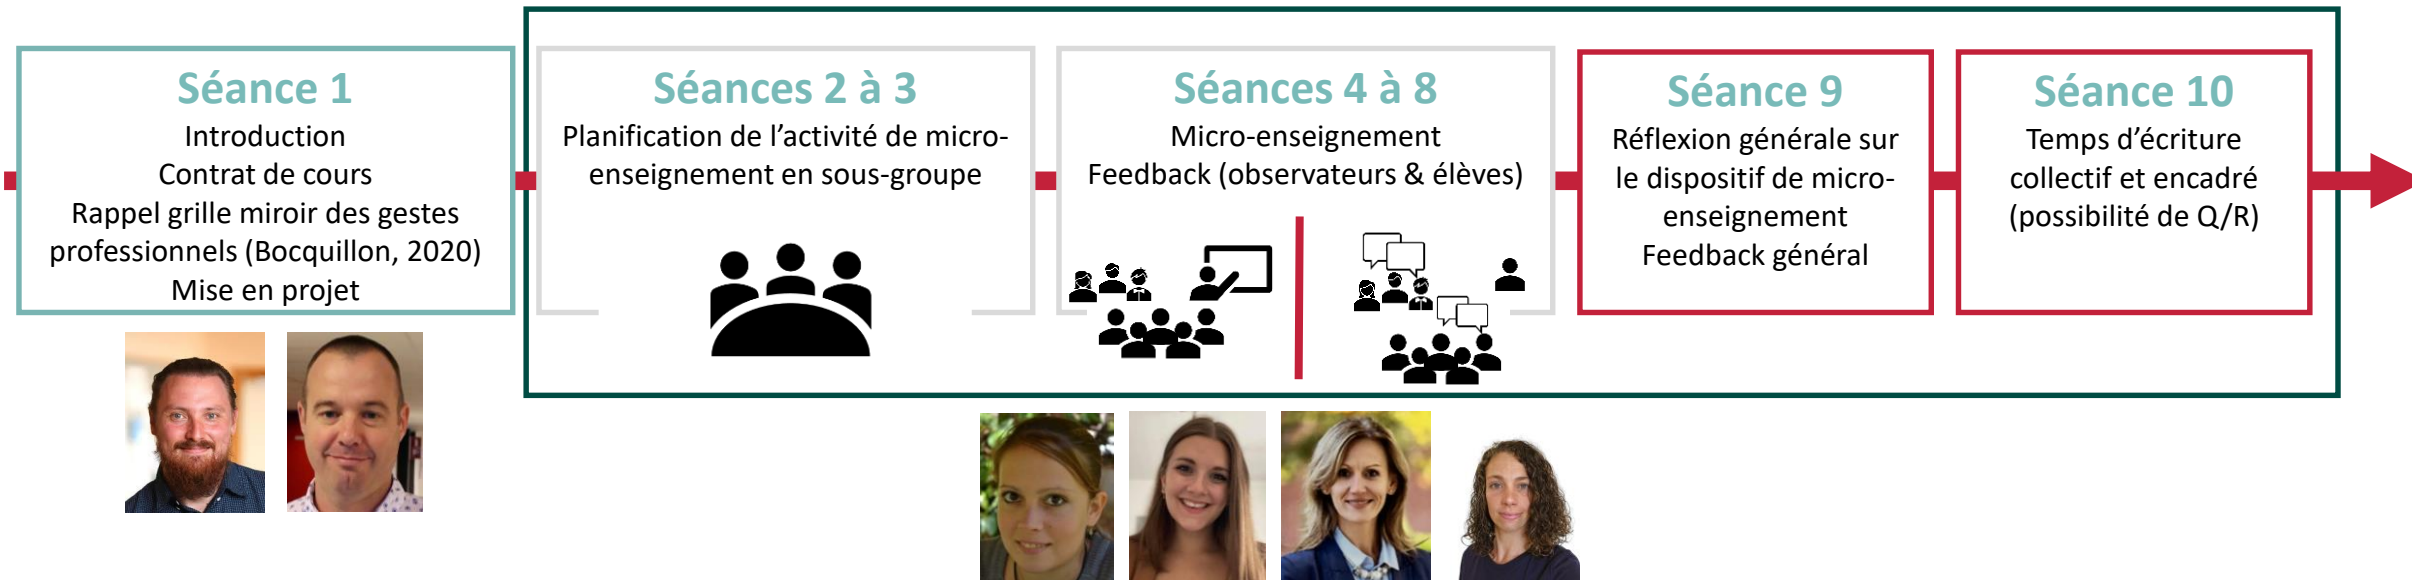 Séance 1
Introduction
Contrat de cours
Rappel grille miroir des gestes
professionnels (Bocquillon, 2020)
Mise en projet
Séances 2 à 3
Planification de l’activité de micro-
enseignement en sous-groupe
Séances 4 à 8
Micro-enseignement
Feedback (observateurs & élèves)
Séance 9
Réflexion générale sur
le dispositif de micro-
enseignement
Feedback général
Séance 10
Temps d’écriture
collectif et encadré
(possibilité de Q/R)